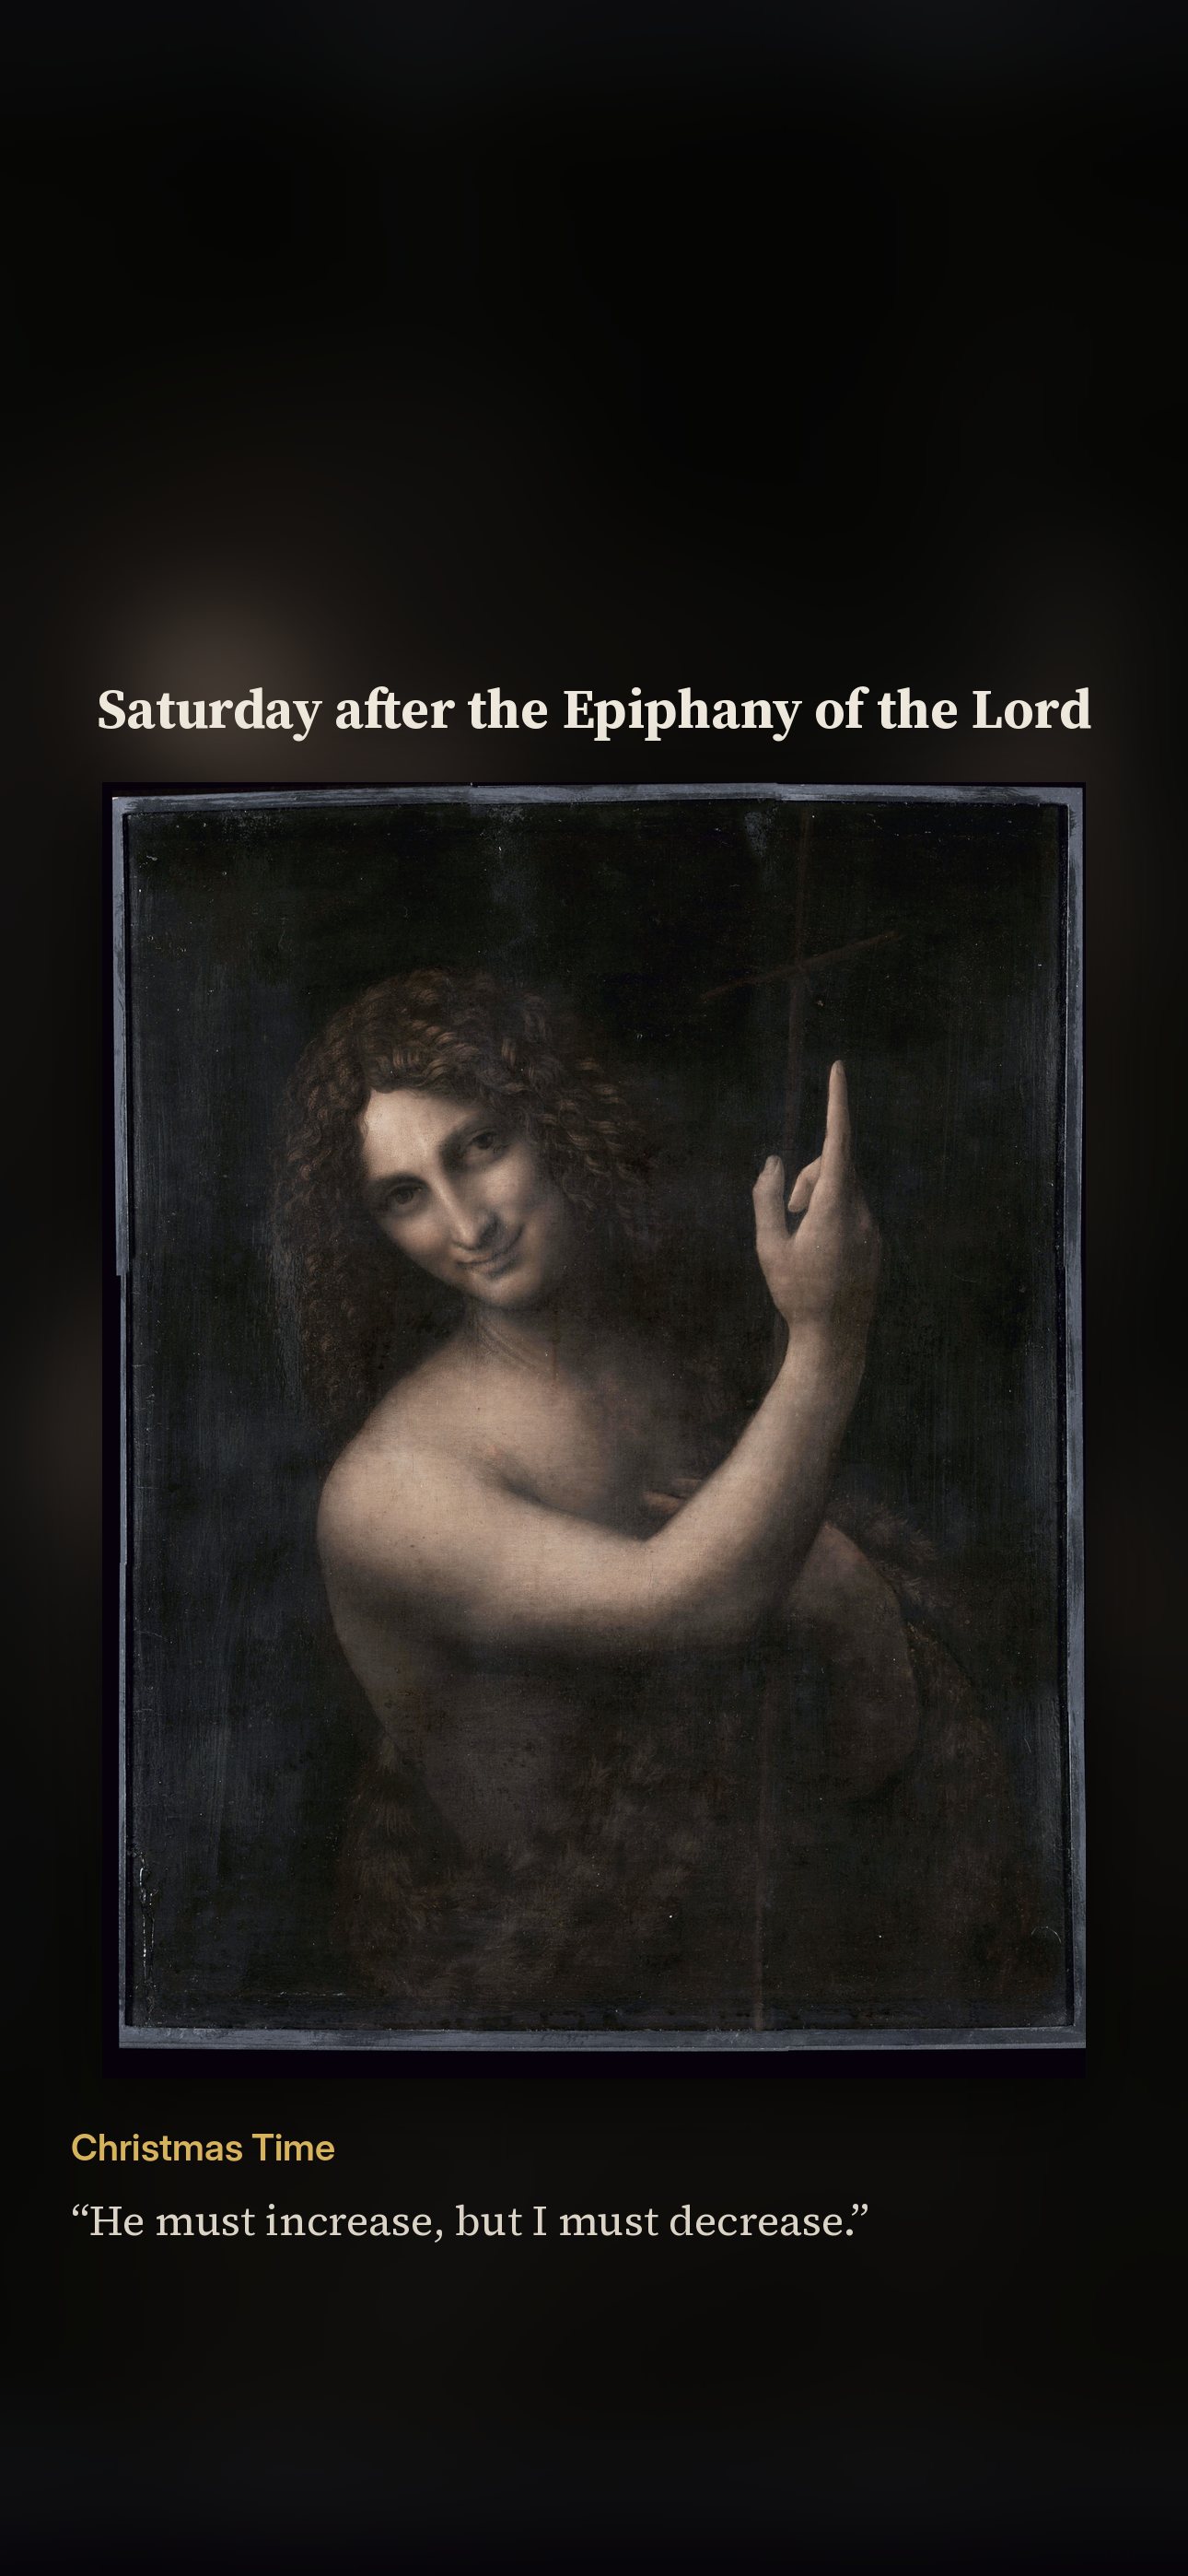 Saturday after the Epiphany of the Lord
Christmas Time
“He must increase, but I must decrease.”